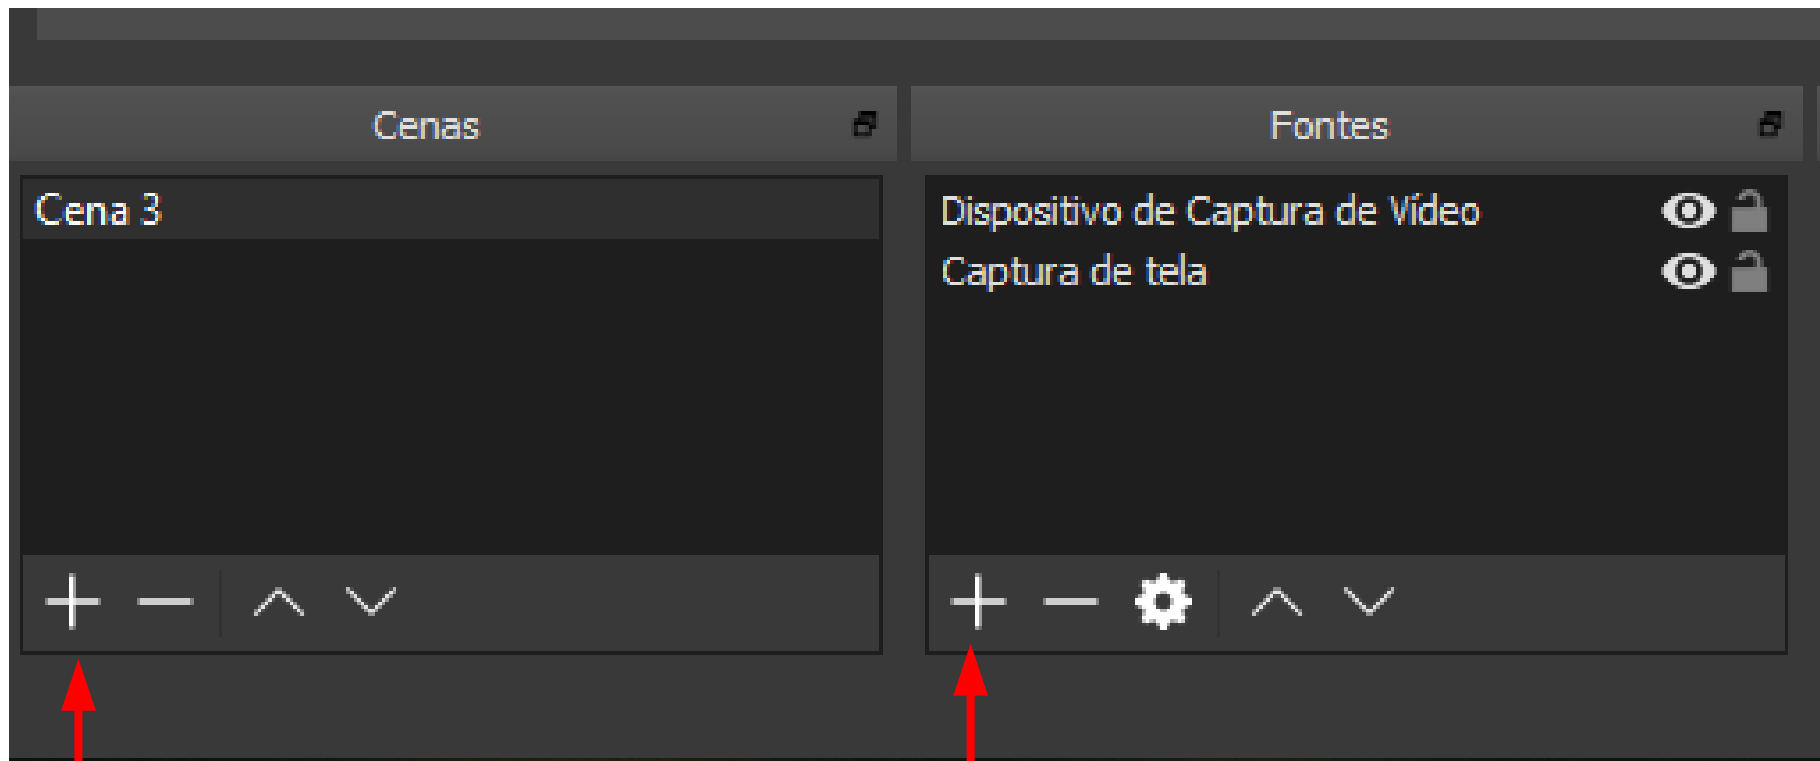 Cenas
Cena 3
Fontes
Dispositivo de Captura de Vídeo
Captura de tela